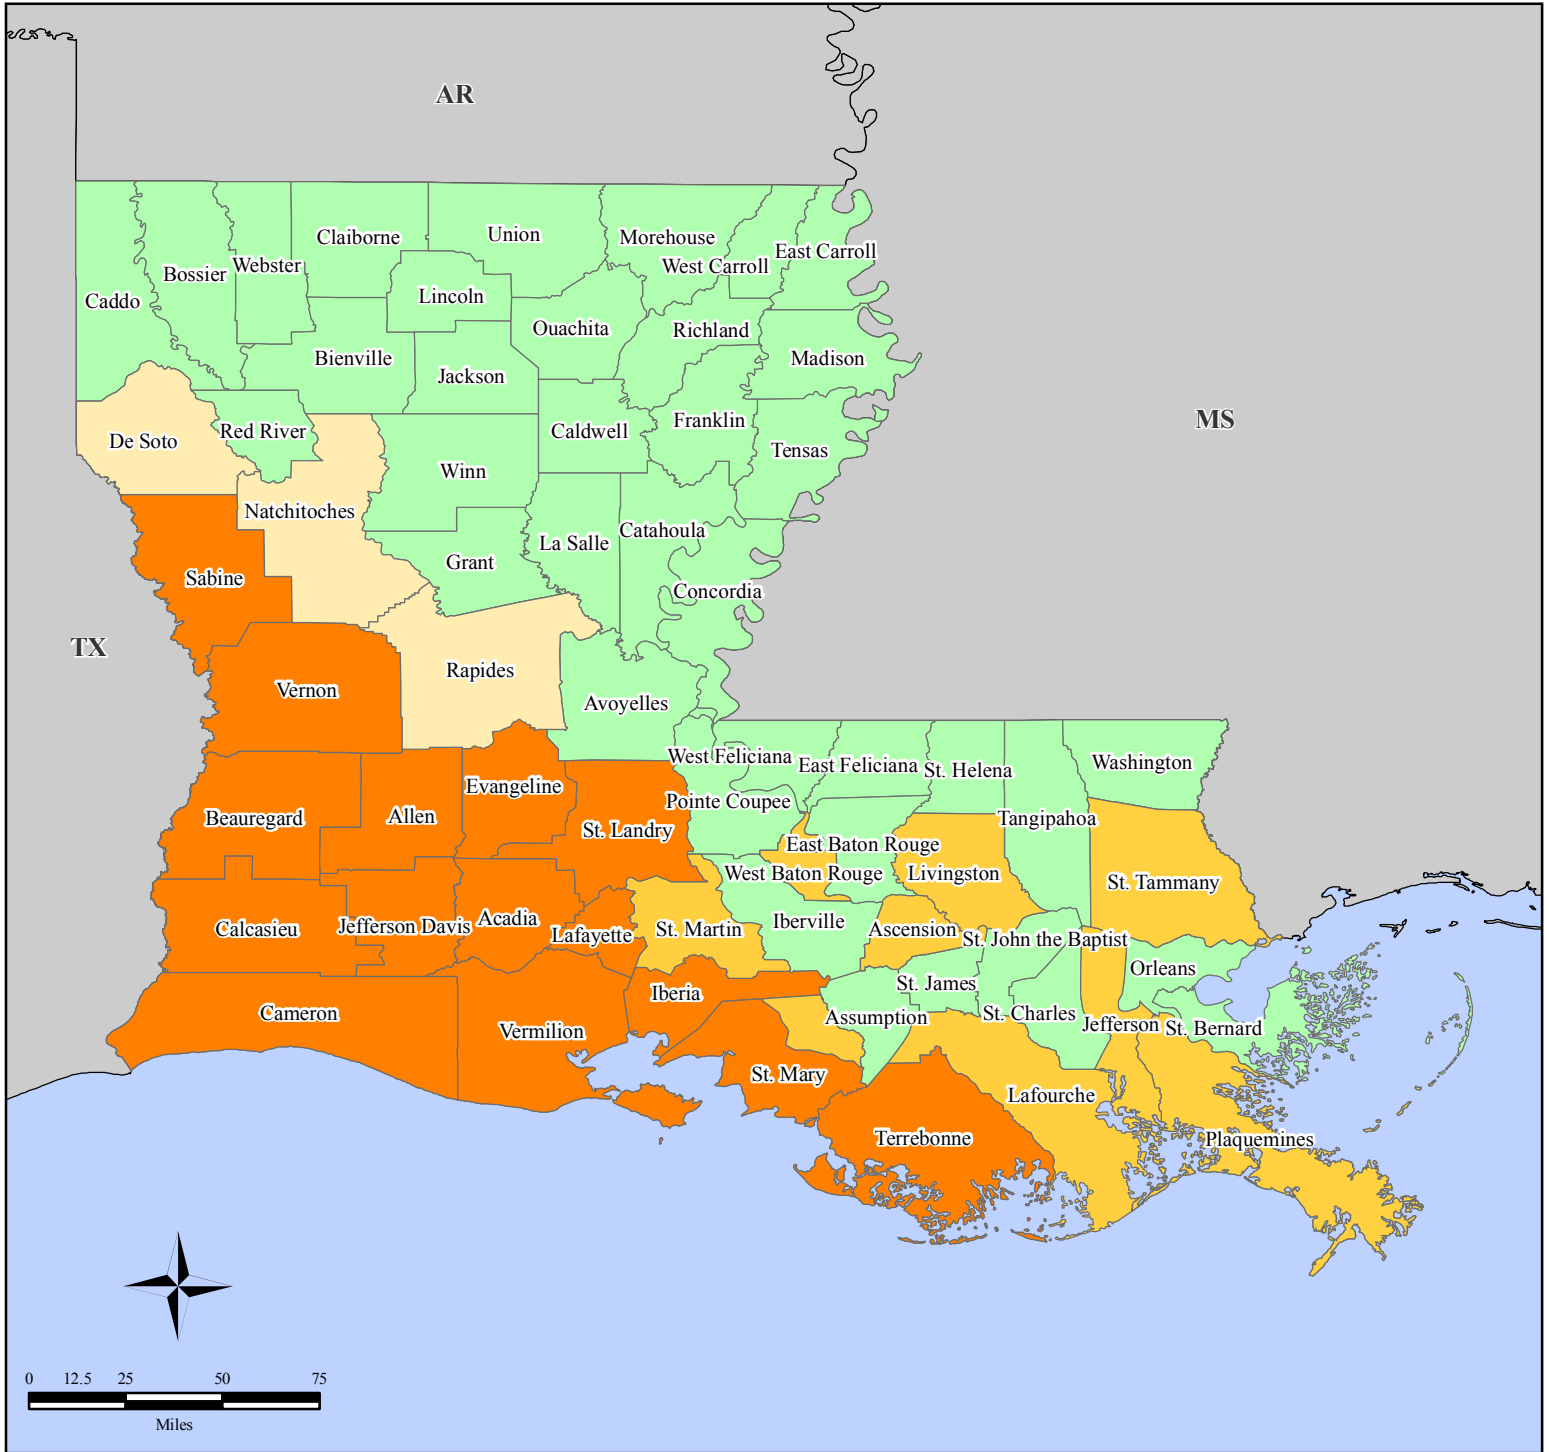 AR
Claiborne
Union
Morehouse
East Carroll
Bossier
Webster
West Carroll
Caddo
Lincoln
Ouachita
Richland
Bienville
Jackson
Madison
De Soto
Red River
Caldwell
Franklin
MS
Winn
Tensas
Natchitoches
Sabine
Grant
La Salle
Catahoula
Concordia
TX
Vernon
Rapides
Avoyelles
West Feliciana
East Feliciana
St. Helena
Washington
Beauregard
Allen
Evangeline
St. Landry
Pointe Coupee
Tangipahoa
East Baton Rouge
West Baton Rouge
Livingston
St. Tammany
Calcasieu
Jefferson Davis
Acadia
Lafayette
St. Martin
Iberville
Ascension
St. John the Baptist
Orleans
Cameron
Vermilion
Iberia
St. James
Assumption
St. Charles
Jefferson
St. Bernard
St. Mary
Lafourche
Terrebonne
Plaquemines
0 12.5 25 50 75
Miles